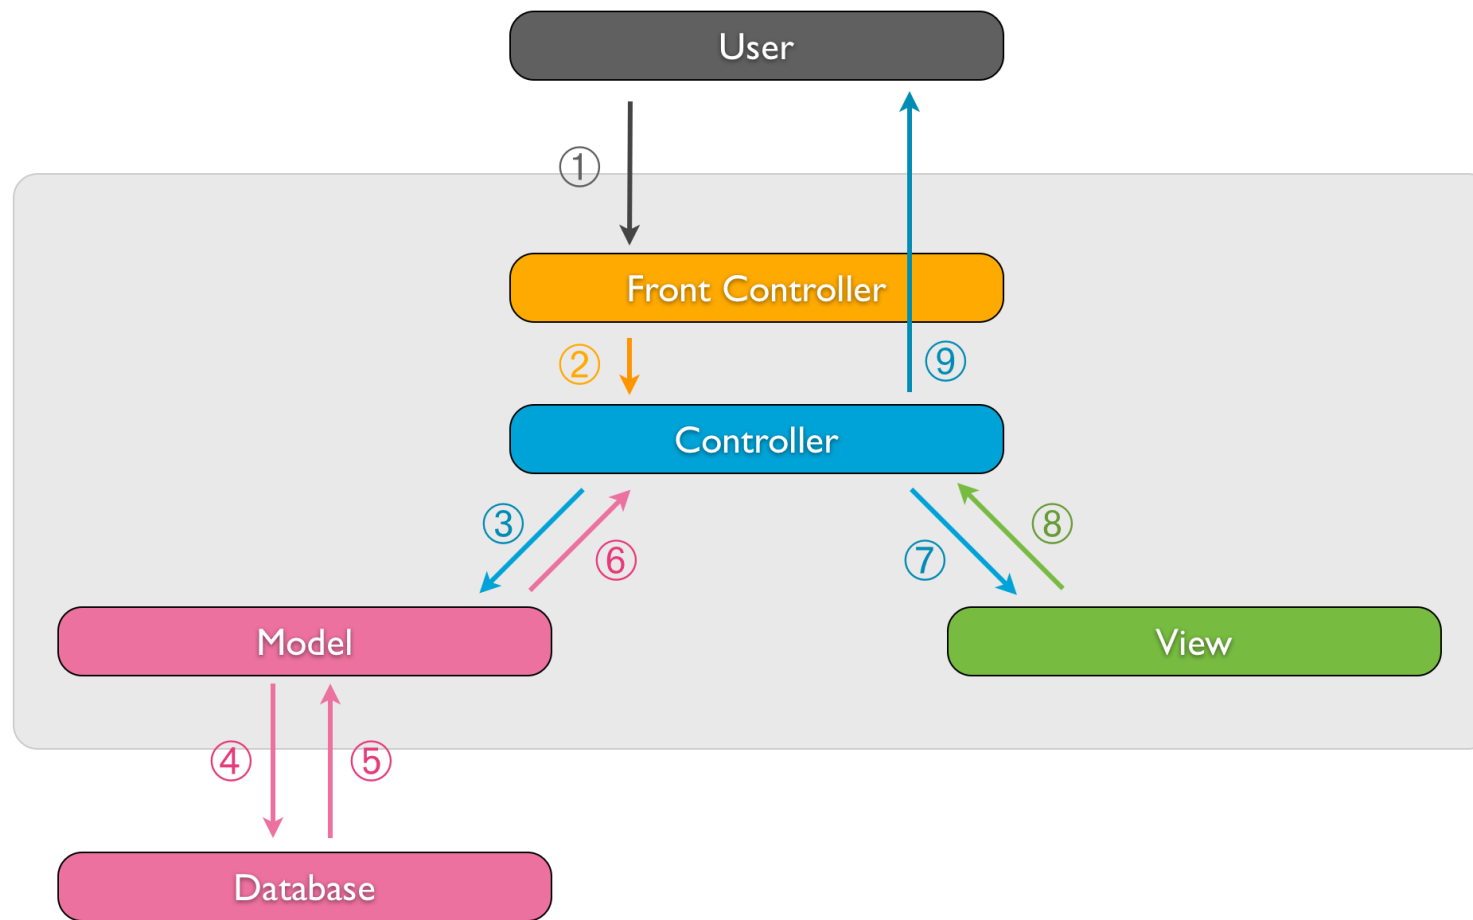 User
①
Front Controller
②
⑨
Controller
③
⑥
⑦
⑧
Model
View
④
⑤
Database